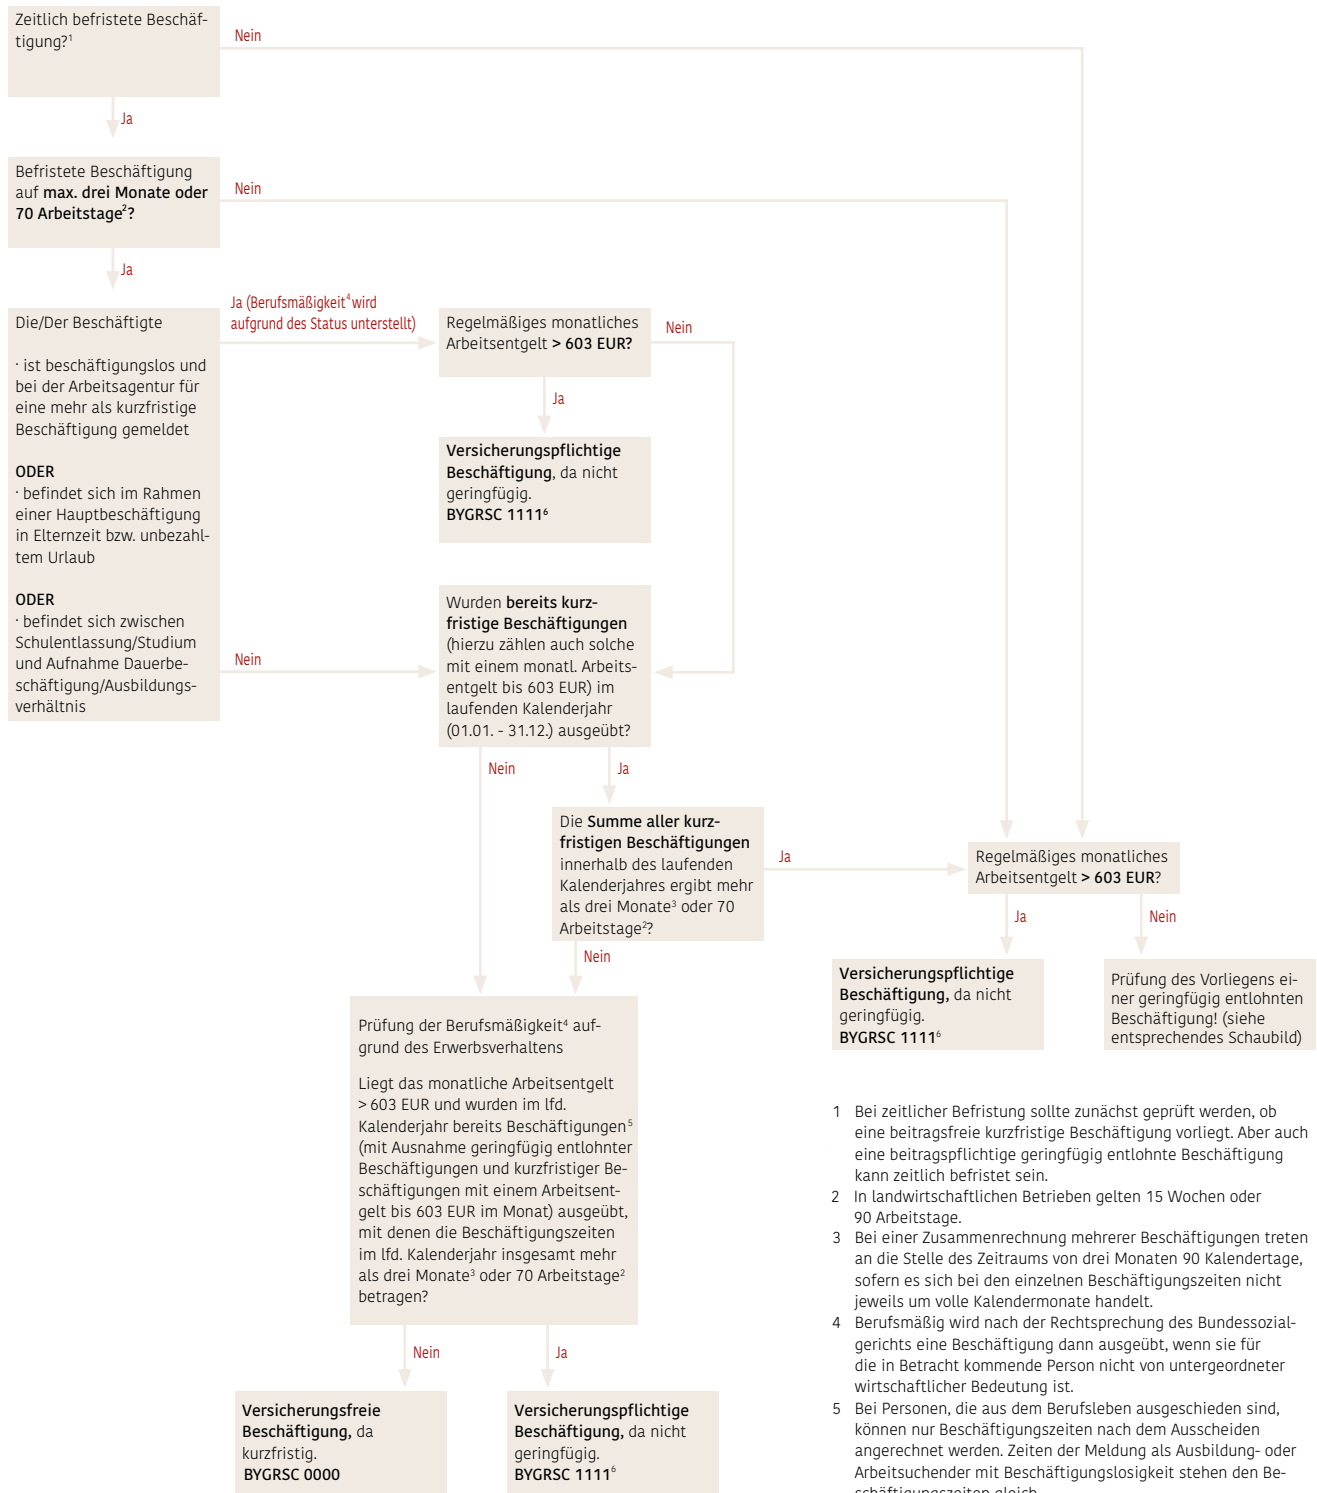 Zeitlich befristete Beschäf-
tigung?¹
Nein
Ja
Befristete Beschäftigung
auf max. drei Monate oder
70 Arbeitstage²?
Nein
Ja
Die/Der Beschäftigte
· ist beschäftigungslos und
bei der Arbeitsagentur für
eine mehr als kurzfristige
Beschäftigung gemeldet
ODER
· befindet sich im Rahmen
einer Hauptbeschäftigung
in Elternzeit bzw. unbezahl-
tem Urlaub
ODER
· befindet sich zwischen
Schulentlassung/Studium
und Aufnahme Dauerbe-
schäftigung/Ausbildungs-
verhältnis
Ja (Berufsmäßigkeit⁴ wird
aufgrund des Status unterstellt)
Regelmäßiges monatliches
Arbeitsentgelt > 603 EUR?
Nein
Ja
Versicherungspflichtige
Beschäftigung, da nicht
geringfügig.
BYGRSC 1111⁶
Nein
Wurden bereits kurz-
fristige Beschäftigungen
(hierzu zählen auch solche
mit einem monatl. Arbeits-
entgelt bis 603 EUR) im
laufenden Kalenderjahr
(01.01. - 31.12.) ausgeübt?
Nein
Ja
Die Summe aller kurz-
fristigen Beschäftigungen
innerhalb des laufenden
Kalenderjahres ergibt mehr
als drei Monate³ oder 70
Arbeitstage²?
Ja
Nein
Regelmäßiges monatliches
Arbeitsentgelt > 603 EUR?
Ja
Nein
Versicherungspflichtige
Beschäftigung, da nicht
geringfügig.
BYGRSC 1111⁶
Prüfung des Vorliegens ei-
ner geringfügig entlohnten
Beschäftigung! (siehe
entsprechendes Schaubild)
Prüfung der Berufsmäßigkeit⁴ auf-
grund des Erwerbsverhaltens
Liegt das monatliche Arbeitsentgelt
> 603 EUR und wurden im lfd.
Kalenderjahr bereits Beschäftigungen⁵
(mit Ausnahme geringfügig entlohnter
Beschäftigungen und kurzfristiger Be-
schäftigungen mit einem Arbeitsent-
gelt bis 603 EUR im Monat) ausgeübt,
mit denen die Beschäftigungszeiten
im lfd. Kalenderjahr insgesamt mehr
als drei Monate³ oder 70 Arbeitstage²
betragen?
Nein
Ja
Versicherungsfreie
Beschäftigung, da
kurzfristig.
BYGRSC 0000
Versicherungspflichtige
Beschäftigung, da nicht
geringfügig.
BYGRSC 1111⁶
1 Bei zeitlicher Befristung sollte zunächst geprüft werden, ob
eine beitragsfreie kurzfristige Beschäftigung vorliegt. Aber auch
eine beitragspflichtige geringfügig entlohnte Beschäftigung
kann zeitlich befristet sein.
2 In landwirtschaftlichen Betrieben gelten 15 Wochen oder
90 Arbeitstage.
3 Bei einer Zusammenrechnung mehrerer Beschäftigungen treten
an die Stelle des Zeitraums von drei Monaten 90 Kalendertage,
sofern es sich bei den einzelnen Beschäftigungszeiten nicht
jeweils um volle Kalendermonate handelt.
4 Berufsmäßig wird nach der Rechtsprechung des Bundessozial-
gerichts eine Beschäftigung dann ausgeübt, wenn sie für
die in Betracht kommende Person nicht von untergeordneter
wirtschaftlicher Bedeutung ist.
5 Bei Personen, die aus dem Berufsleben ausgeschieden sind,
können nur Beschäftigungszeiten nach dem Ausscheiden
angerechnet werden. Zeiten der Meldung als Ausbildung- oder
Arbeitsuchender mit Beschäftigungslosigkeit stehen den Be-
schäftigungszeiten gleich.